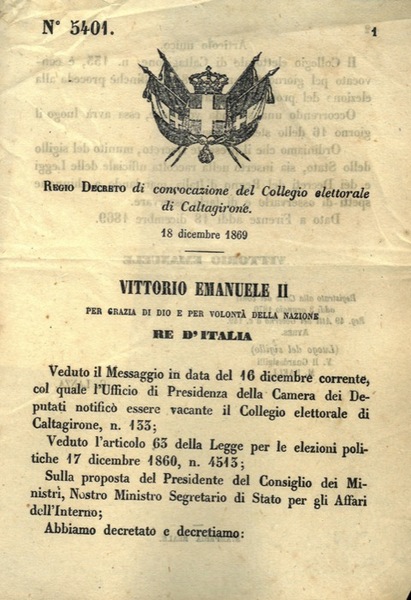 N° 5401.
1
REGIO DECRETO di convocazione del Collegio elettorale
di Caltagirone.
18 dicembre 1869
VITTORIO EMANUELE II
PER GRAZIA DI DIO E PER VOLONTÀ DELLA NAZIONE
RE D'ITALIA
Veduto il Messaggio in data del 16 dicembre corrente,
col quale l'Ufficio di Presidenza della Camera dei De-
putati notificò essere vacante il Collegio elettorale di
Caltagirone, n. 133;
Veduto l'articolo 63 della Legge per le elezioni poli-
tiche 17 dicembre 1860, n. 4513;
Sulla proposta del Presidente del Consiglio dei Mi-
nistri, Nostro Ministro Segretario di Stato per gli Affari
dell'Interno;
Abbiamo decretato e decretiamo: